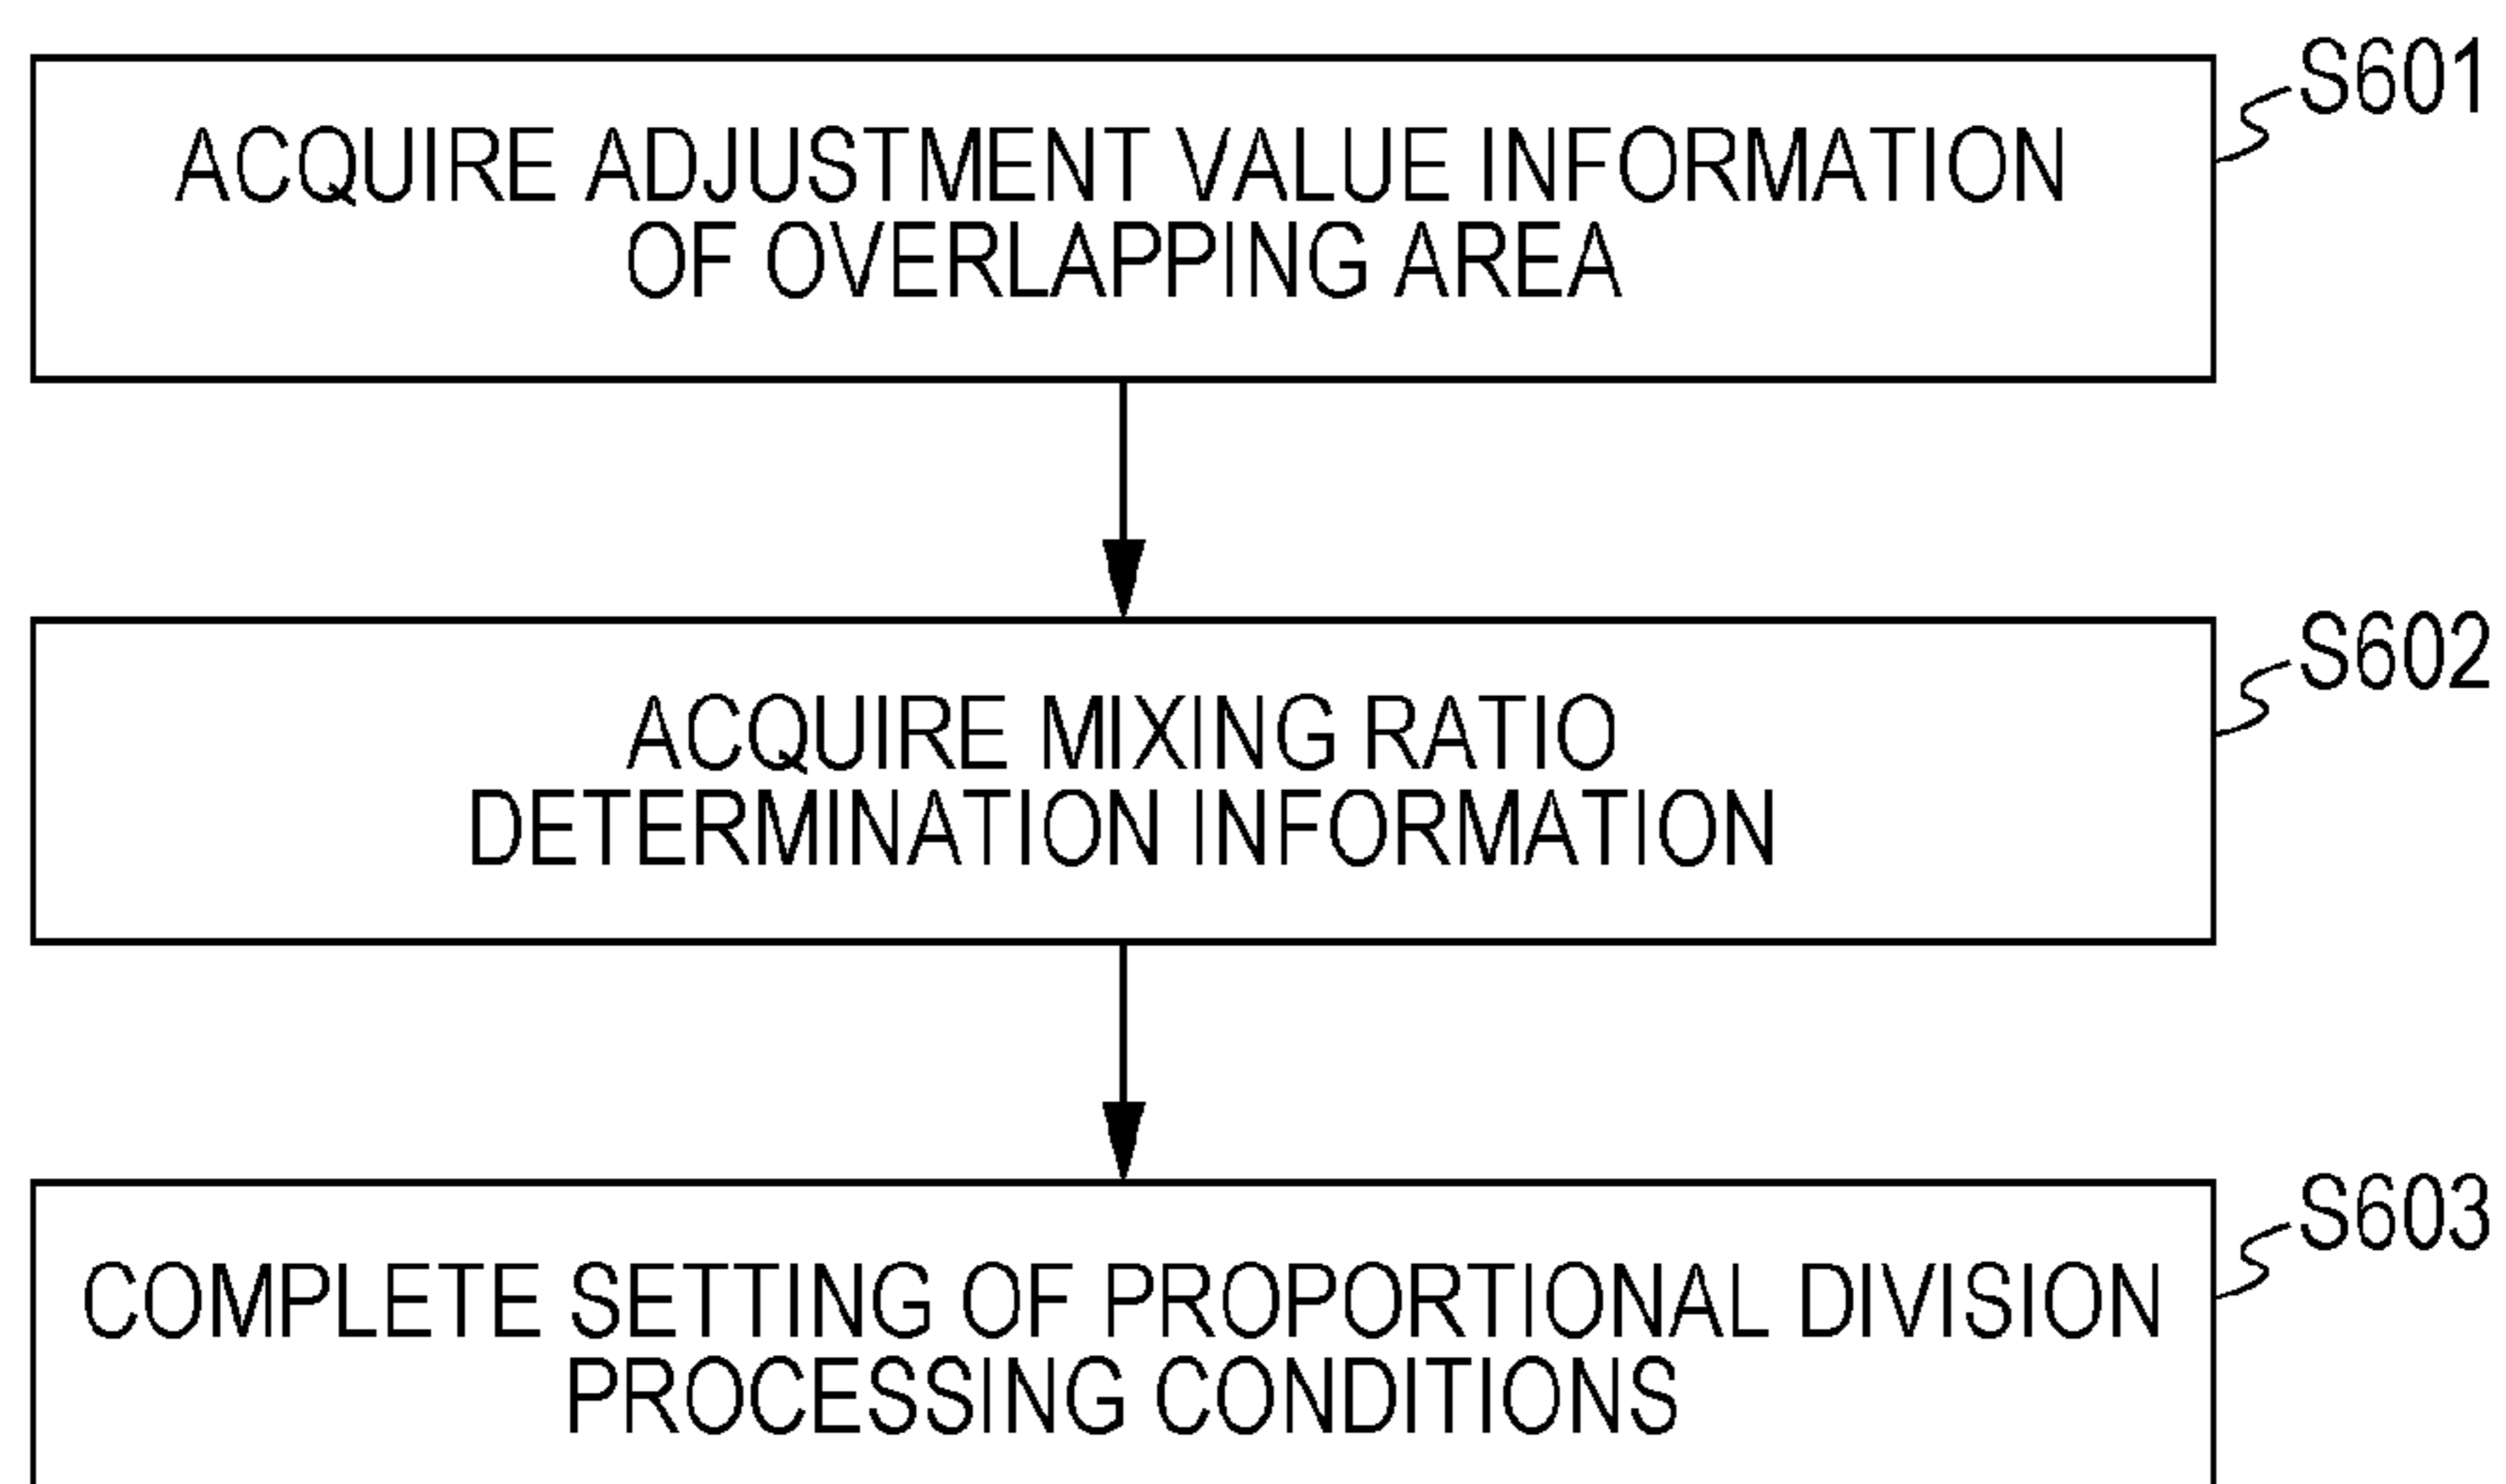 S601
ACQUIRE ADJUSTMENT VALUE INFORMATION
OF OVERLAPPING AREA
S602
ACQUIRE MIXING RATIO
DETERMINATION INFORMATION
S603
COMPLETE SETTING OF PROPORTIONAL DIVISION
PROCESSING CONDITIONS